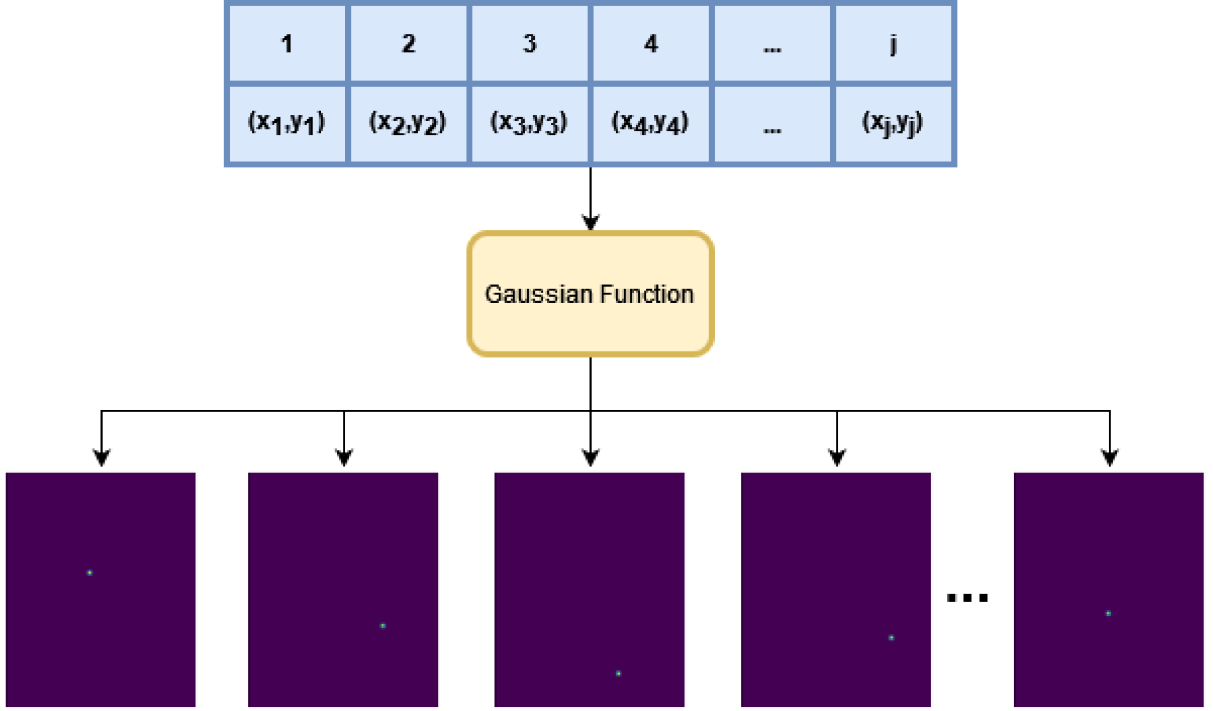 1 2 3 4 ... j
(x1,y1) (x2,y2) (x3,y3) (x4,y4) ... (xj,yj)
Gaussian Function
...